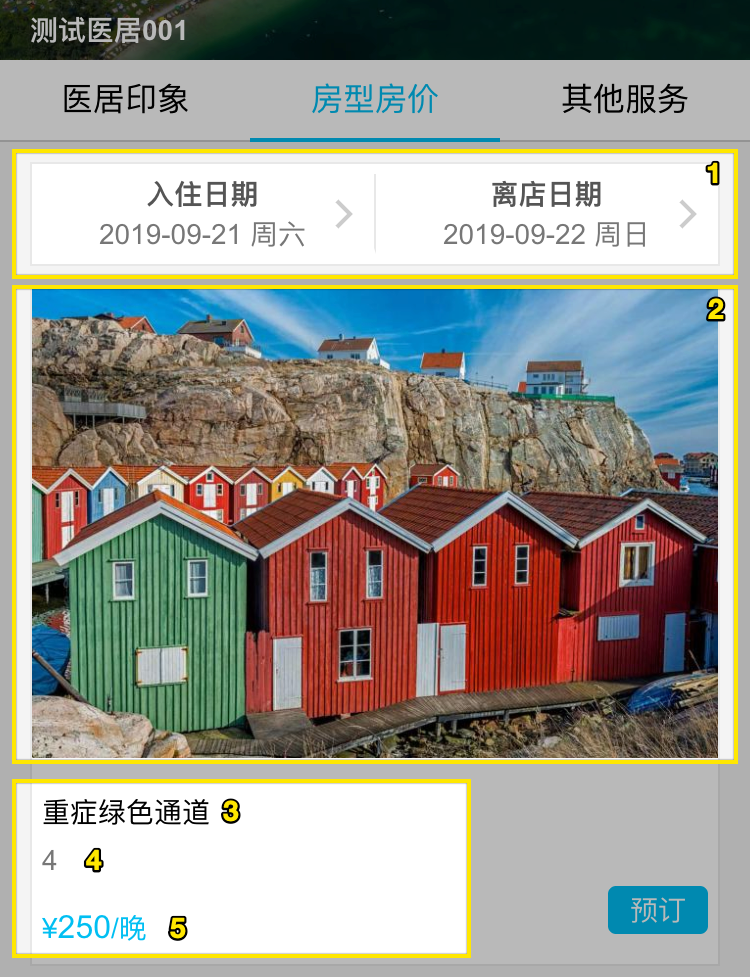 测试医居001
医居印象 房型房价 其他服务
1
入住日期 离店日期
2019-09-21 周六 2019-09-22 周日
2
重症绿色通道 3
4 4
¥250/晚 5
预订